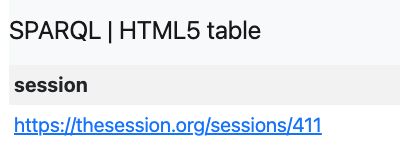 SPARQL | HTML5 table
session
https://thesession.org/sessions/411